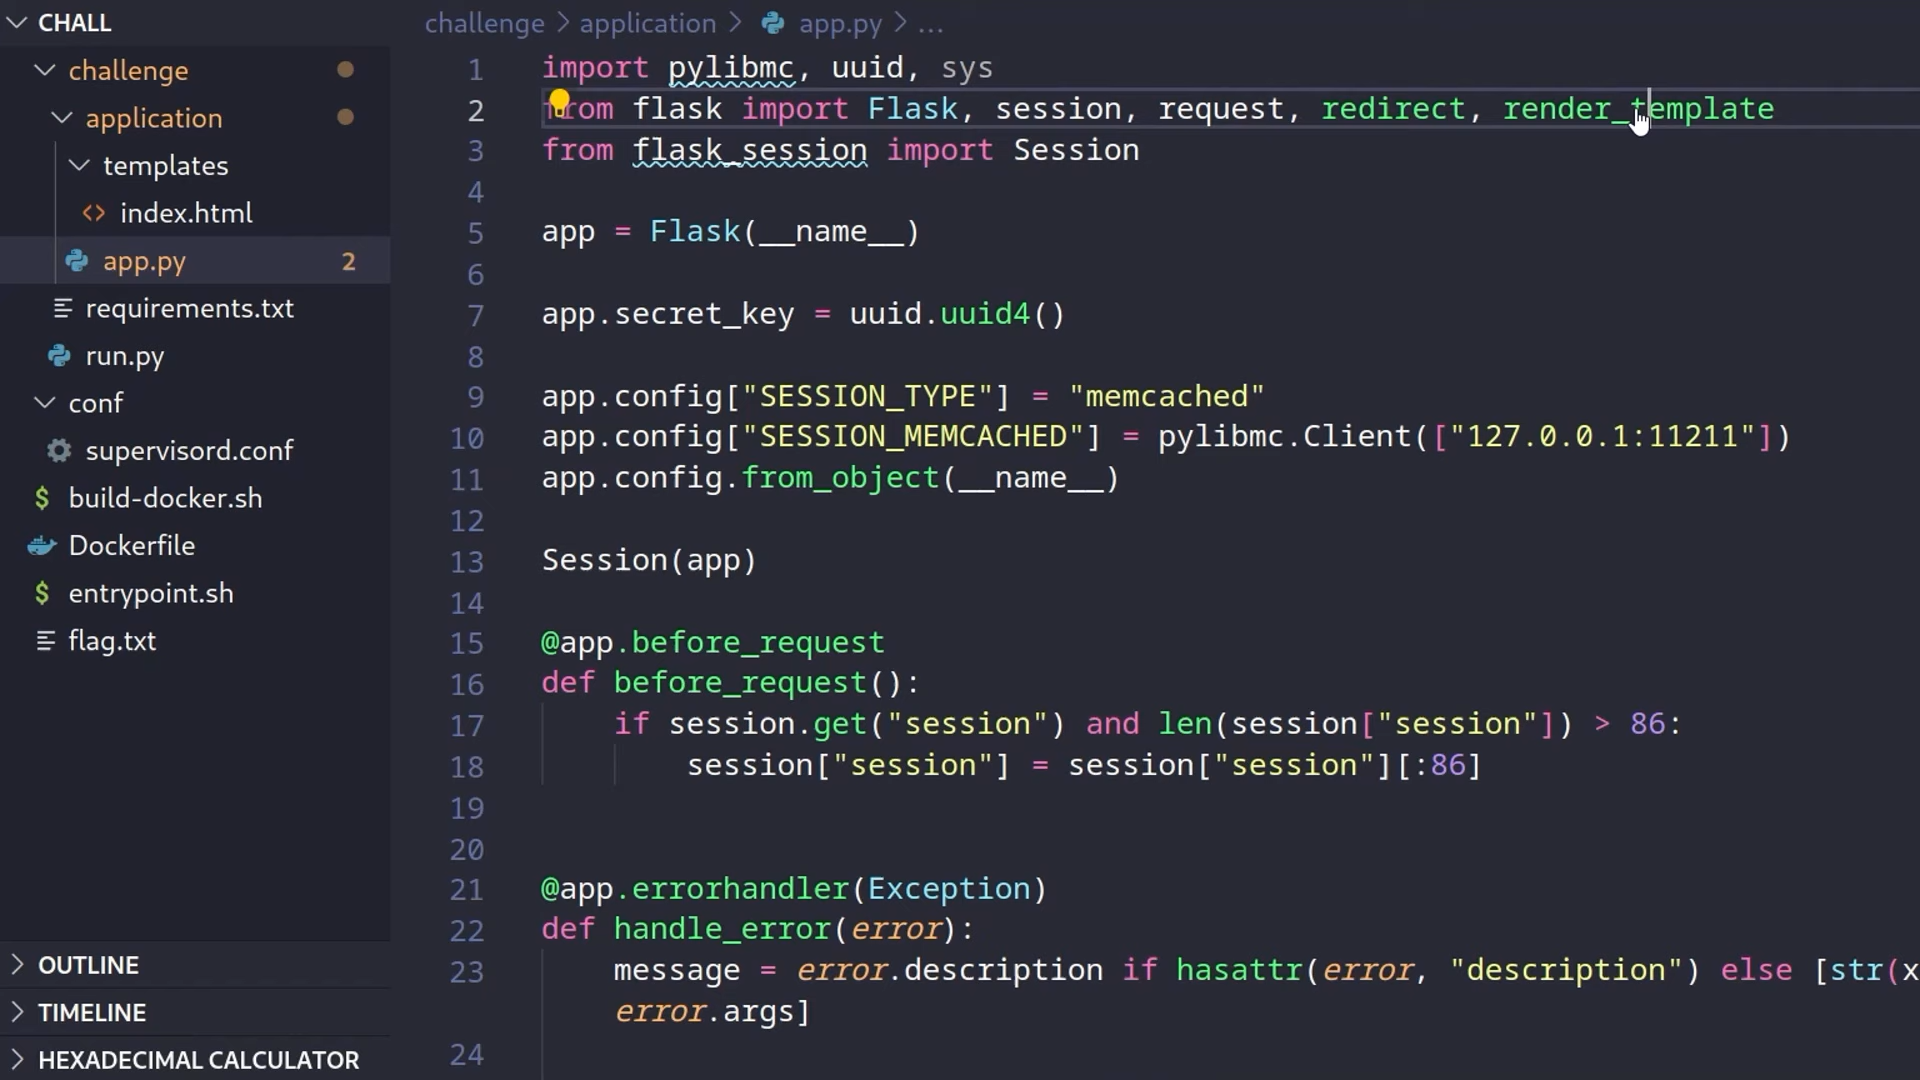 CHALL
challenge
application
templates
index.html
app.py 2
requirements.txt
run.py
conf
supervisord.conf
build-docker.sh
Dockerfile
entrypoint.sh
flag.txt
OUTLINE
TIMELINE
HEXADECIMAL CALCULATOR
challenge > application > app.py > ...
1 import pylibmc, uuid, sys
2 from flask import Flask, session, request, redirect, render_template
3 from flask_session import Session
4
5 app = Flask(__name__)
6
7 app.secret_key = uuid.uuid4()
8
9 app.config["SESSION_TYPE"] = "memcached"
10 app.config["SESSION_MEMCACHED"] = pylibmc.Client(["127.0.0.1:11211"])
11 app.config.from_object(__name__)
12
13 Session(app)
14
15 @app.before_request
16 def before_request():
17 if session.get("session") and len(session["session"]) > 86:
18 session["session"] = session["session"][:86]
19
20
21 @app.errorhandler(Exception)
22 def handle_error(error):
23 message = error.description if hasattr(error, "description") else [str(x
error.args]
24